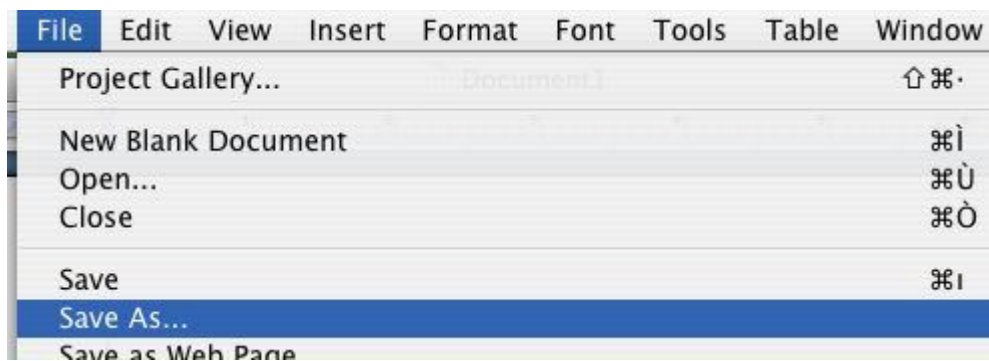 File Edit View Insert Format Font Tools Table Window
Project Gallery... ⇧⌘·
Document1
New Blank Document ⌘Ì
Open... ⌘Ù
Close ⌘Ò
Save ⌘ı
Save As...
Save as Web Page